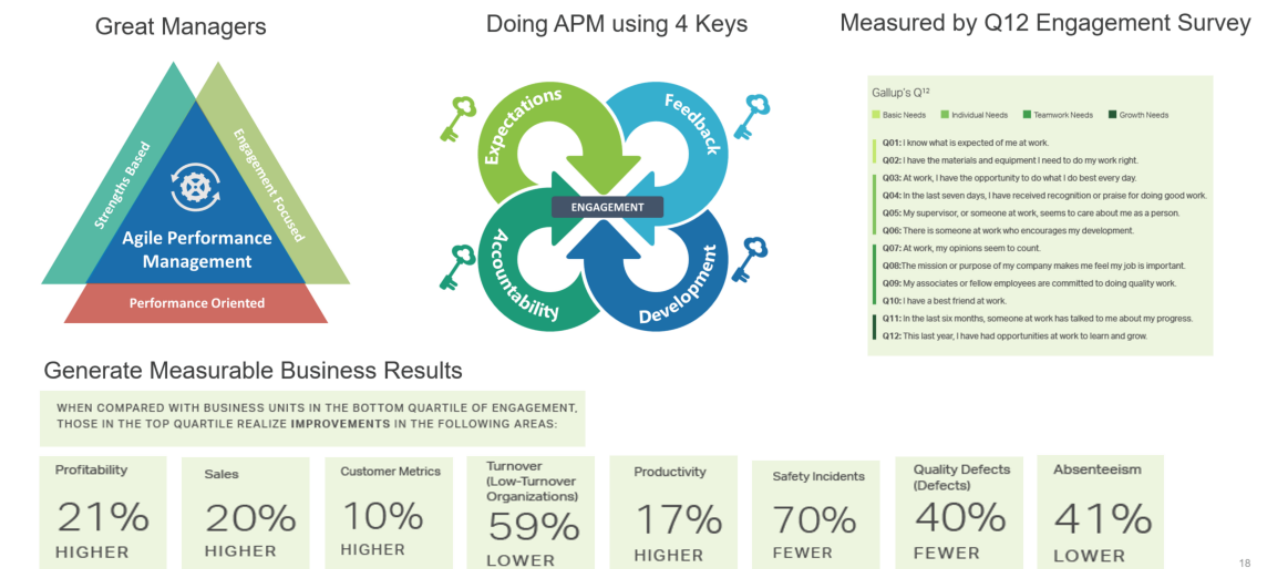 Great Managers
Doing APM using 4 Keys
Measured by Q12 Engagement Survey
Strengths Based
Engagement Focused
Agile Performance
Management
Performance Oriented
Expectations
Feedback
ENGAGEMENT
Accountability
Development
Gallup's Q12
Basic Needs
Individual Needs
Teamwork Needs
Growth Needs
Q01: I know what is expected of me at work.
Q02: I have the materials and equipment I need to do my work right.
Q03: At work, I have the opportunity to do what I do best every day.
Q04: In the last seven days, I have received recognition or praise for doing good work.
Q05: My supervisor, or someone at work, seems to care about me as a person.
Q06: There is someone at work who encourages my development.
Q07: At work, my opinions seem to count.
Q08:The mission or purpose of my company makes me feel my job is important.
Q09: My associates or fellow employees are committed to doing quality work.
Q10: I have a best friend at work.
Q11: In the last six months, someone at work has talked to me about my progress.
Q12: This last year, I have had opportunities at work to learn and grow.
Generate Measurable Business Results
WHEN COMPARED WITH BUSINESS UNITS IN THE BOTTOM QUARTILE OF ENGAGEMENT,
THOSE IN THE TOP QUARTILE REALIZE IMPROVEMENTS IN THE FOLLOWING AREAS:
Profitability
21%
HIGHER
Sales
20%
HIGHER
Customer Metrics
10%
HIGHER
Turnover
(Low-Turnover
Organizations)
59%
LOWER
Productivity
17%
HIGHER
Safety Incidents
70%
FEWER
Quality Defects
(Defects)
40%
FEWER
Absenteeism
41%
LOWER
18